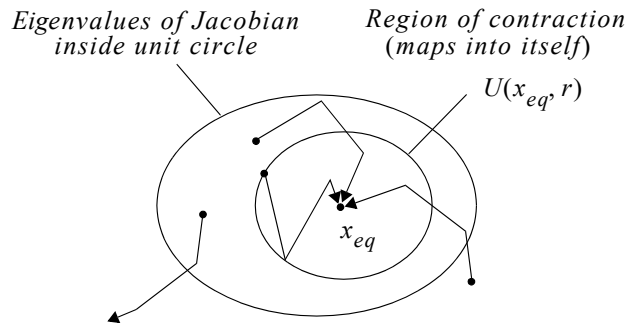 Eigenvalues of Jacobian
inside unit circle
Region of contraction
(maps into itself)
U(x_eq, r)
x_eq